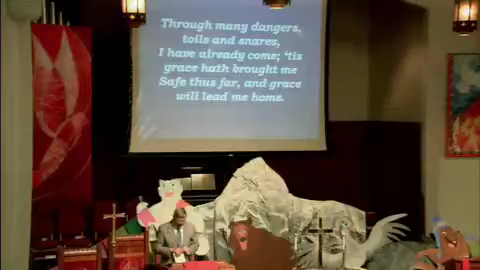 Through many dangers,
toils and snares,
I have already come; 'tis
grace hath brought me
Safe thus far, and grace
will lead me home.